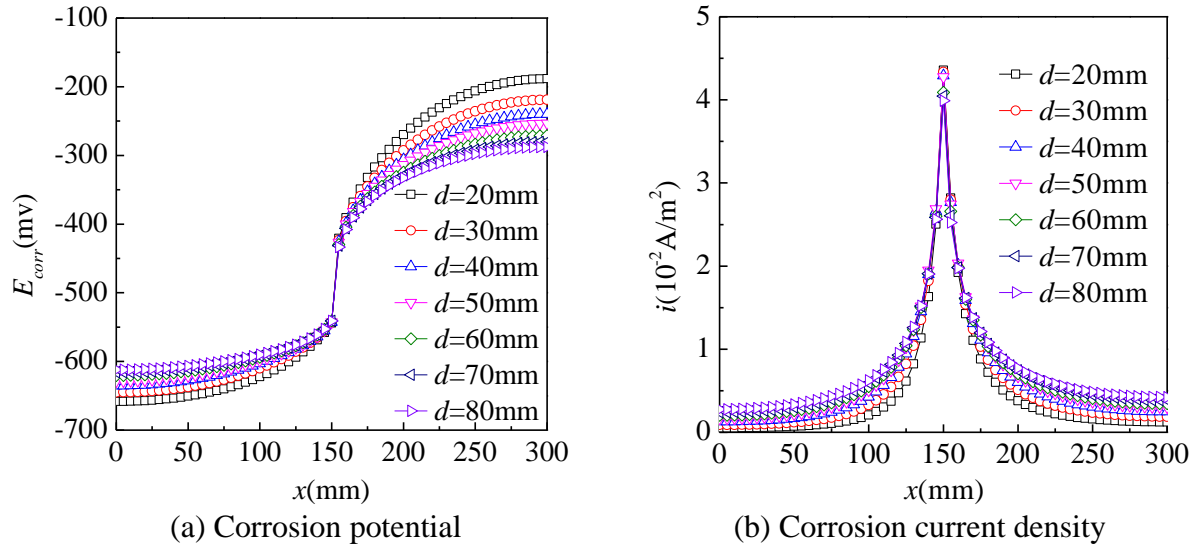 -100
-200
-300
-400
-500
-600
-700
E_corr(mv)
d=20mm
d=30mm
d=40mm
d=50mm
d=60mm
d=70mm
d=80mm
0 50 100 150 200 250 300
x(mm)
(a) Corrosion potential
5
4
3
2
1
0
i(10^-2A/m^2)
d=20mm
d=30mm
d=40mm
d=50mm
d=60mm
d=70mm
d=80mm
0 50 100 150 200 250 300
x(mm)
(b) Corrosion current density